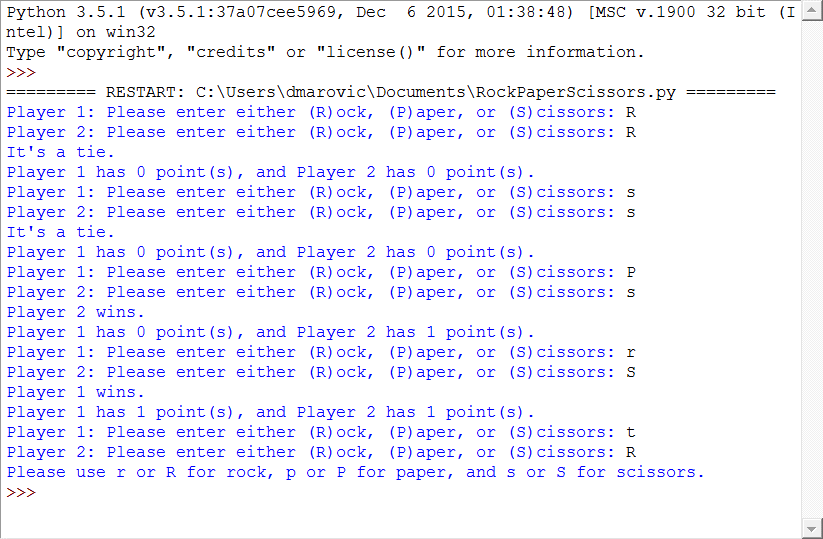 Python 3.5.1 (v3.5.1:37a07cee5969, Dec  6 2015, 01:38:48) [MSC v.1900 32 bit (I
ntel)] on win32
Type "copyright", "credits" or "license()" for more information.
>>>
========= RESTART: C:\Users\dmarovic\Documents\RockPaperScissors.py =========
Player 1: Please enter either (R)ock, (P)aper, or (S)cissors: R
Player 2: Please enter either (R)ock, (P)aper, or (S)cissors: R
It's a tie.
Player 1 has 0 point(s), and Player 2 has 0 point(s).
Player 1: Please enter either (R)ock, (P)aper, or (S)cissors: s
Player 2: Please enter either (R)ock, (P)aper, or (S)cissors: s
It's a tie.
Player 1 has 0 point(s), and Player 2 has 0 point(s).
Player 1: Please enter either (R)ock, (P)aper, or (S)cissors: P
Player 2: Please enter either (R)ock, (P)aper, or (S)cissors: s
Player 2 wins.
Player 1 has 0 point(s), and Player 2 has 1 point(s).
Player 1: Please enter either (R)ock, (P)aper, or (S)cissors: r
Player 2: Please enter either (R)ock, (P)aper, or (S)cissors: S
Player 1 wins.
Player 1 has 1 point(s), and Player 2 has 1 point(s).
Player 1: Please enter either (R)ock, (P)aper, or (S)cissors: t
Player 2: Please enter either (R)ock, (P)aper, or (S)cissors: R
Please use r or R for rock, p or P for paper, and s or S for scissors.
>>>